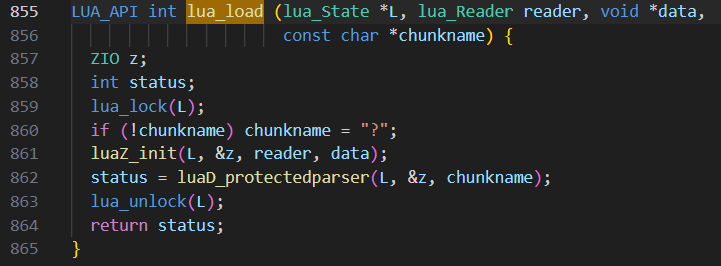 855 LUA_API int lua_load (lua_State *L, lua_Reader reader, void *data,
856                       const char *chunkname) {
857   ZIO z;
858   int status;
859   lua_lock(L);
860   if (!chunkname) chunkname = "?";
861   luaZ_init(L, &z, reader, data);
862   status = luaD_protectedparser(L, &z, chunkname);
863   lua_unlock(L);
864   return status;
865 }